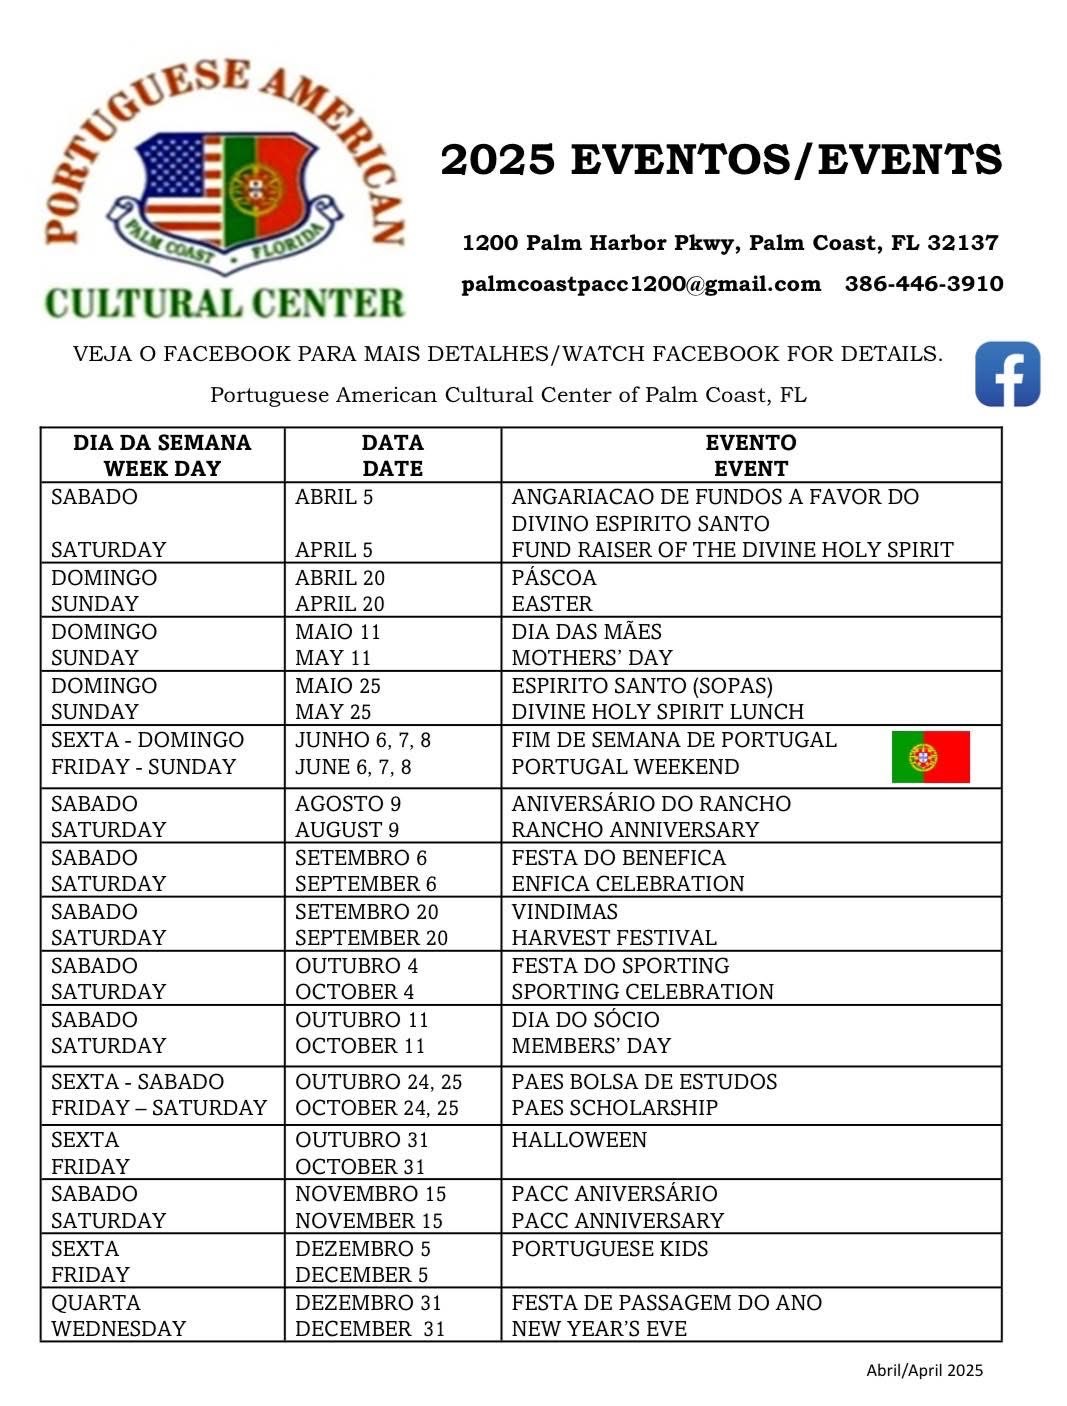 PORTUGUESE AMERICAN
PALM COAST • FLORIDA
CULTURAL CENTER
2025 EVENTOS/EVENTS
1200 Palm Harbor Pkwy, Palm Coast, FL 32137
palmcoastpacc1200@gmail.com 386-446-3910
VEJA O FACEBOOK PARA MAIS DETALHES/WATCH FACEBOOK FOR DETAILS.
Portuguese American Cultural Center of Palm Coast, FL
DIA DA SEMANA DATA EVENTO
WEEK DAY DATE EVENT
SABADO ABRIL 5 ANGARIACAO DE FUNDOS A FAVOR DO
DIVINO ESPIRITO SANTO
SATURDAY APRIL 5 FUND RAISER OF THE DIVINE HOLY SPIRIT
DOMINGO ABRIL 20 PÁSCOA
SUNDAY APRIL 20 EASTER
DOMINGO MAIO 11 DIA DAS MÃES
SUNDAY MAY 11 MOTHERS’ DAY
DOMINGO MAIO 25 ESPIRITO SANTO (SOPAS)
SUNDAY MAY 25 DIVINE HOLY SPIRIT LUNCH
SEXTA - DOMINGO JUNHO 6, 7, 8 FIM DE SEMANA DE PORTUGAL
FRIDAY - SUNDAY JUNE 6, 7, 8 PORTUGAL WEEKEND
SABADO AGOSTO 9 ANIVERSÁRIO DO RANCHO
SATURDAY AUGUST 9 RANCHO ANNIVERSARY
SABADO SETEMBRO 6 FESTA DO BENEFICA
SATURDAY SEPTEMBER 6 ENFICA CELEBRATION
SABADO SETEMBRO 20 VINDIMAS
SATURDAY SEPTEMBER 20 HARVEST FESTIVAL
SABADO OUTUBRO 4 FESTA DO SPORTING
SATURDAY OCTOBER 4 SPORTING CELEBRATION
SABADO OUTUBRO 11 DIA DO SÓCIO
SATURDAY OCTOBER 11 MEMBERS’ DAY
SEXTA - SABADO OUTUBRO 24, 25 PAES BOLSA DE ESTUDOS
FRIDAY – SATURDAY OCTOBER 24, 25 PAES SCHOLARSHIP
SEXTA OUTUBRO 31 HALLOWEEN
FRIDAY OCTOBER 31
SABADO NOVEMBRO 15 PACC ANIVERSÁRIO
SATURDAY NOVEMBER 15 PACC ANNIVERSARY
SEXTA DEZEMBRO 5 PORTUGUESE KIDS
FRIDAY DECEMBER 5
QUARTA DEZEMBRO 31 FESTA DE PASSAGEM DO ANO
WEDNESDAY DECEMBER 31 NEW YEAR’S EVE
Abril/April 2025